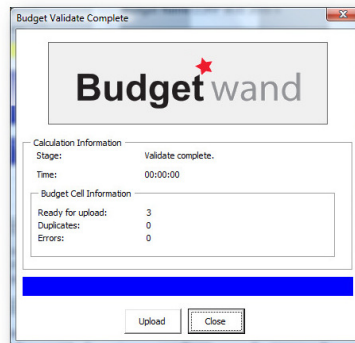 Budget Validate Complete
Budget wand
Calculation Information
Stage: Validate complete.
Time: 00:00:00
Budget Cell Information
Ready for upload: 3
Duplicates: 0
Errors: 0
Upload Close